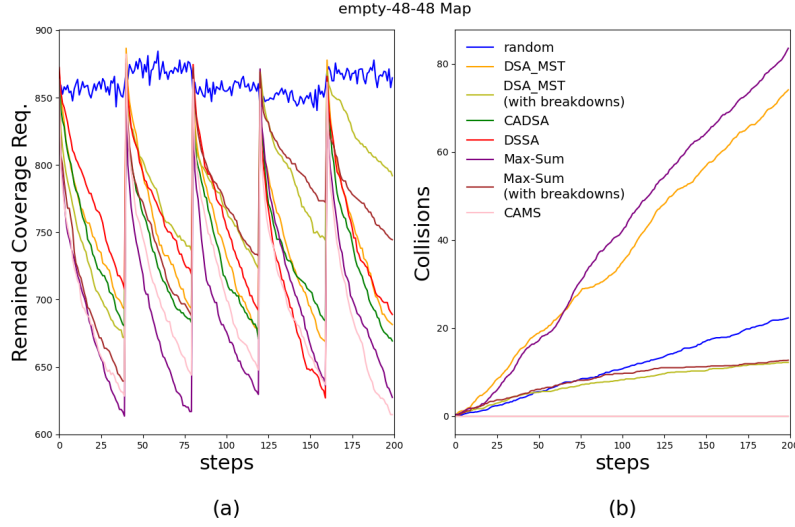 empty-48-48 Map
Remained Coverage Req.
900
850
800
750
700
650
600
0
25
50
75
100
125
150
175
200
steps
(a)
Collisions
80
60
40
20
0
random
DSA_MST
DSA_MST
(with breakdowns)
CADSA
DSSA
Max-Sum
Max-Sum
(with breakdowns)
CAMS
0
25
50
75
100
125
150
175
200
steps
(b)